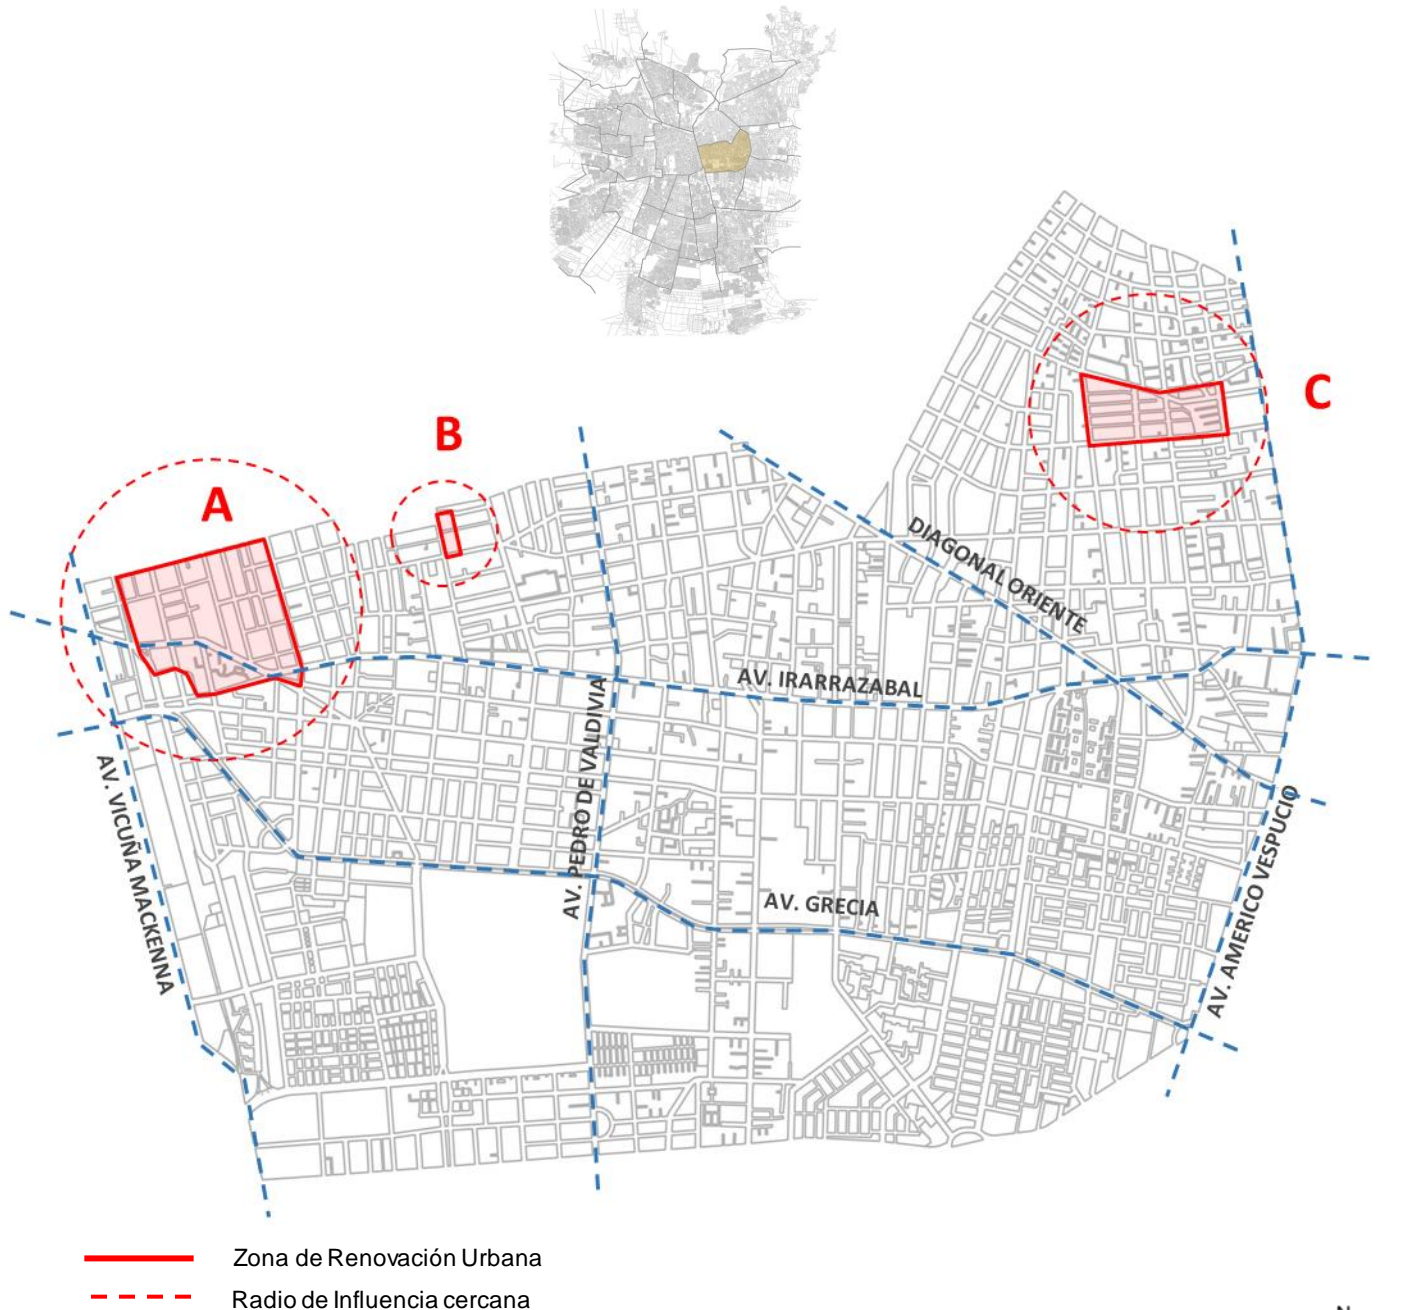 C
B
A
DIAGONAL ORIENTE
AV. IRARRAZABAL
AV. PEDRO DE VALDIVIA
AV. VICUÑA MACKENNA
AV. GRECIA
AV. AMERICO VESPUCIO
Zona de Renovación Urbana
Radio de Influencia cercana